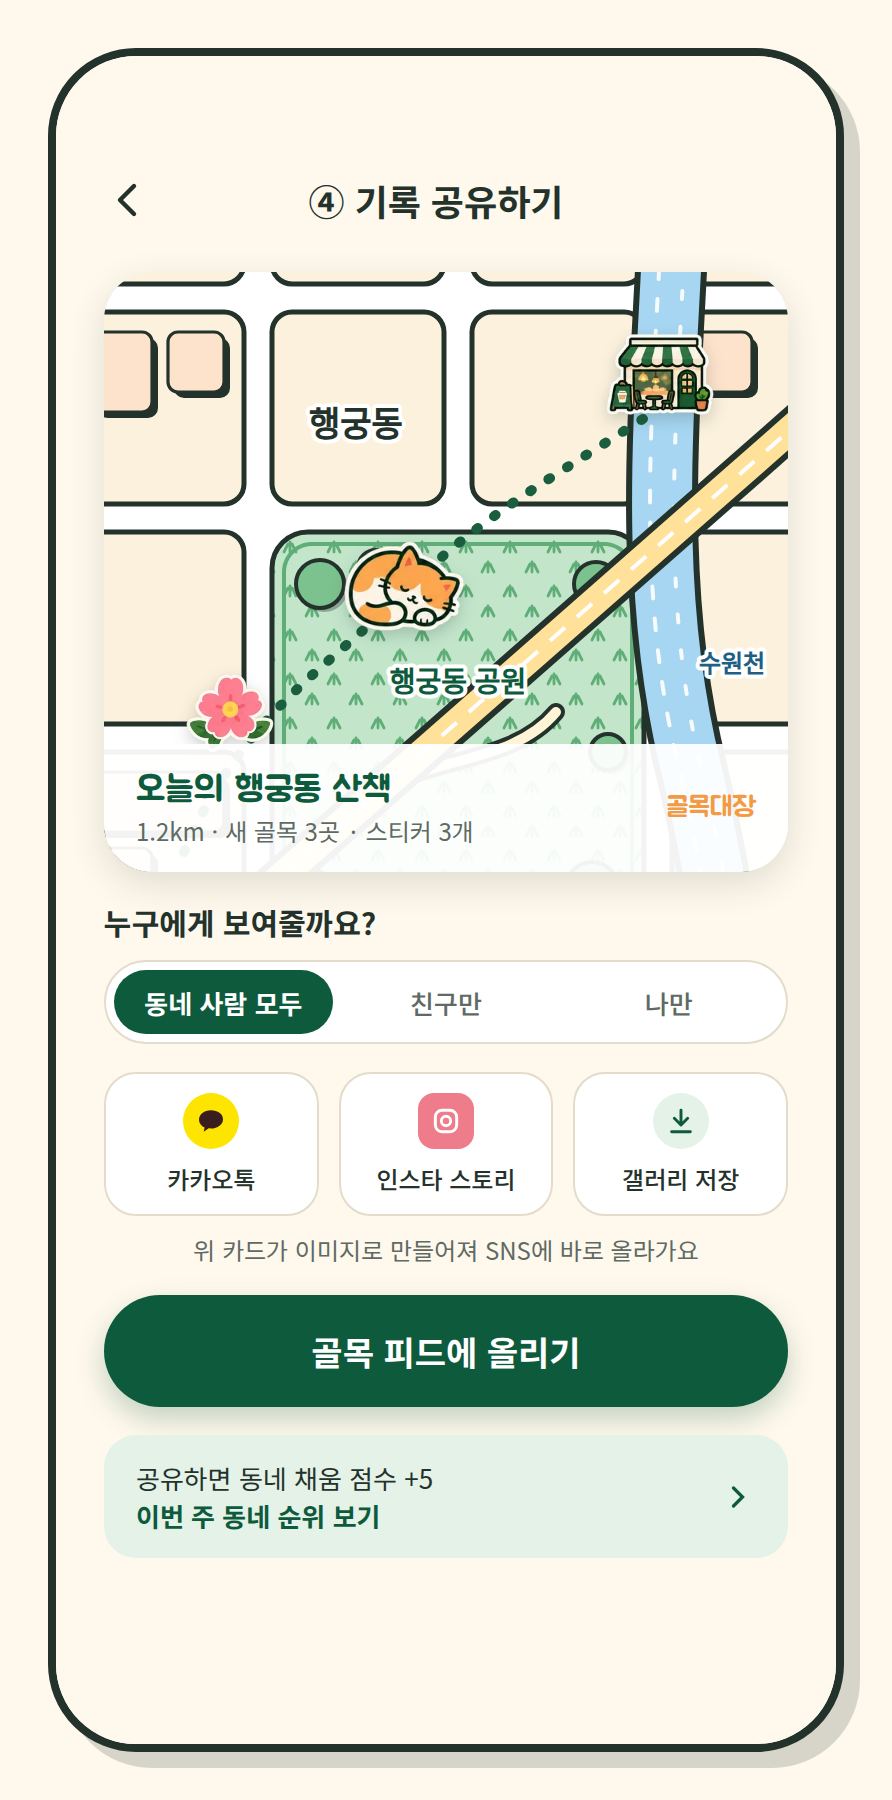 ④ 기록 공유하기
행궁동
행궁동 공원
수원천
오늘의 행궁동 산책
1.2km · 새 골목 3곳 · 스티커 3개
골목대장
누구에게 보여줄까요?
동네 사람 모두
친구만
나만
카카오톡
인스타 스토리
갤러리 저장
위 카드가 이미지로 만들어져 SNS에 바로 올라가요
골목 피드에 올리기
공유하면 동네 채움 점수 +5
이번 주 동네 순위 보기